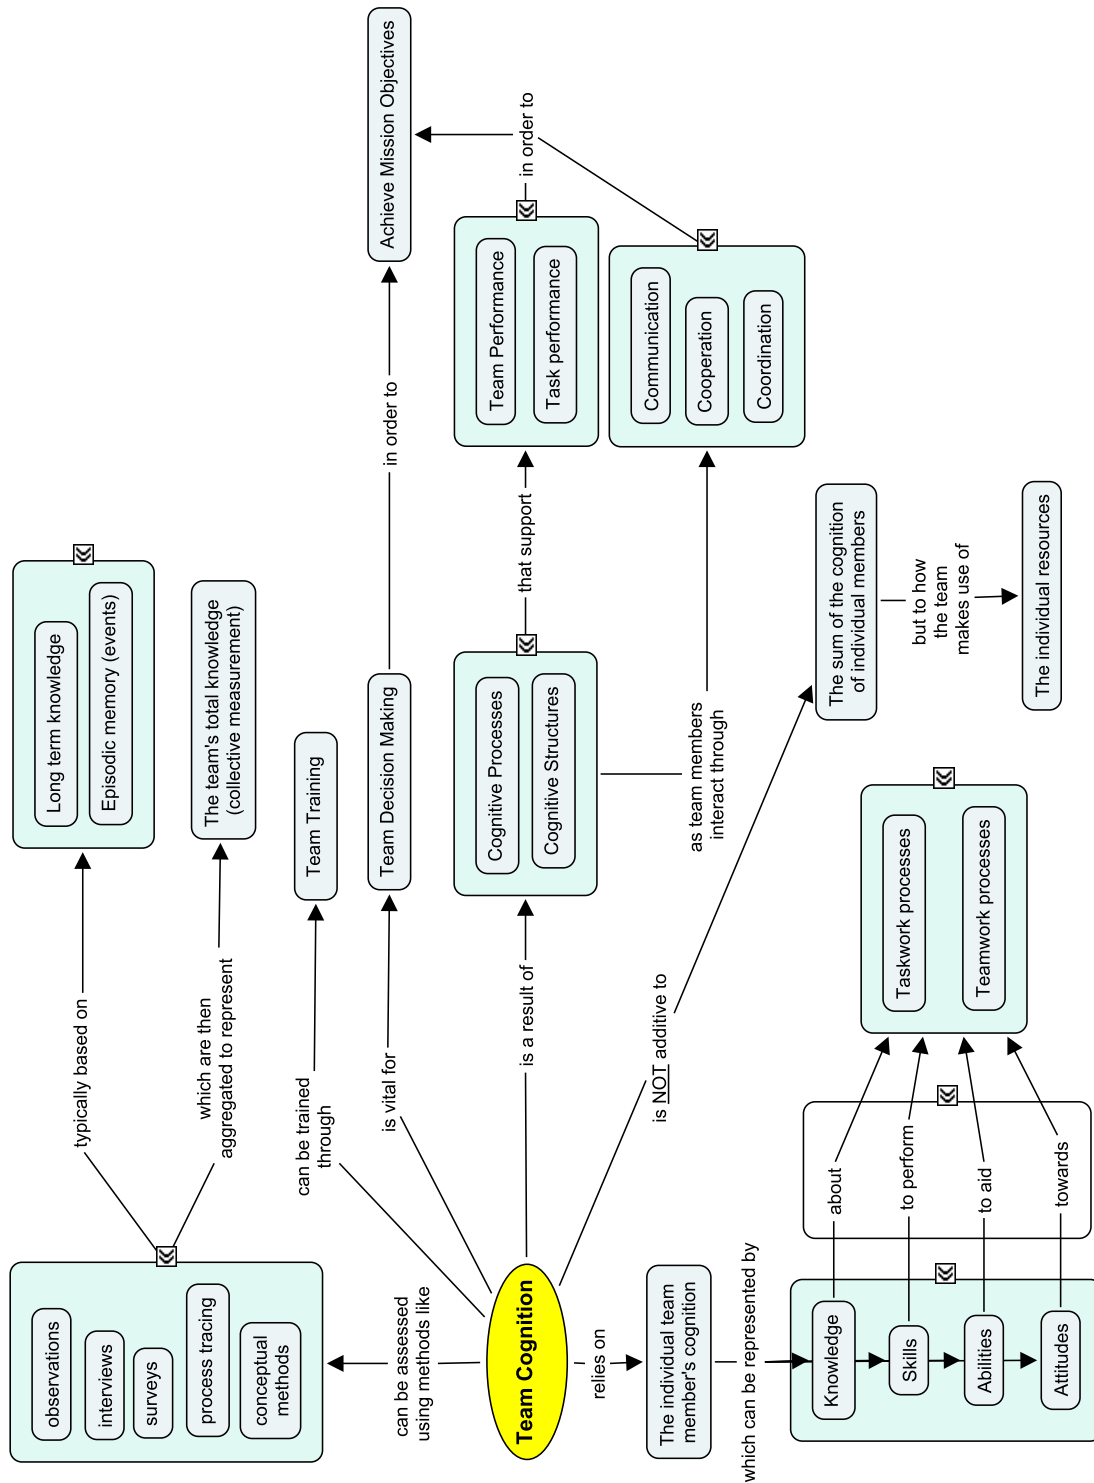 observations
interviews
surveys
process tracing
conceptual
methods
typically based on
Long term knowledge
Episodic memory (events)
which are then
aggregated to represent
The team's total knowledge
(collective measurement)
can be assessed
using methods like
Team Cognition
can be trained
through
Team Training
is vital for
Team Decision Making
in order to
Achieve Mission Objectives
is a result of
Cognitive Processes
Cognitive Structures
that support
Team Performance
Task performance
in order to
as team members
interact through
Communication
Cooperation
Coordination
is NOT additive to
The sum of the cognition
of individual members
but to how
the team
makes use of
The individual resources
relies on
The individual team
member's cognition
which can be represented by
Knowledge
Skills
Abilities
Attitudes
about
to perform
to aid
towards
Taskwork processes
Teamwork processes